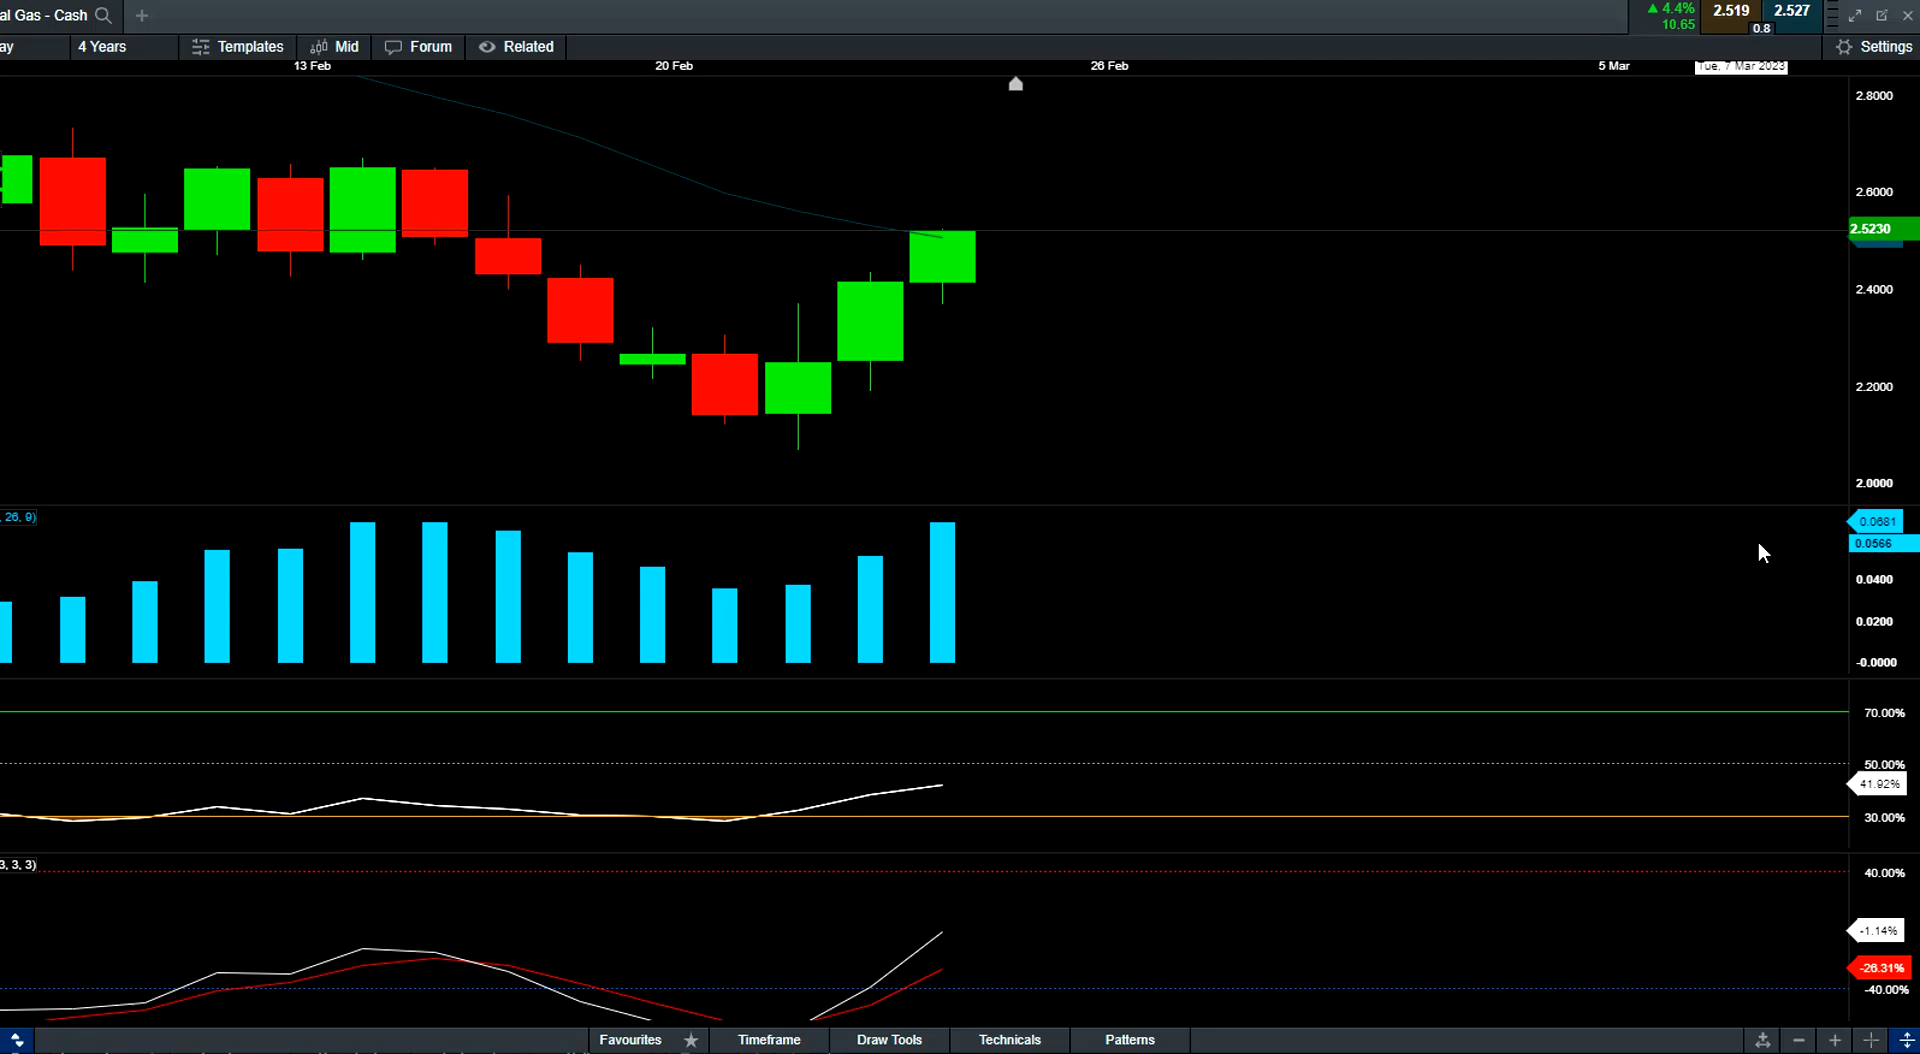 al Gas - Cash
4.4%
10.65
2.519
2.527
0.8
ay
4 Years
Templates
Mid
Forum
Related
Settings
13 Feb
20 Feb
26 Feb
5 Mar
Tue, 7 Mar 2023
2.8000
2.6000
2.5230
2.4000
2.2000
2.0000
, 26, 9)
0.0681
0.0566
0.0400
0.0200
-0.0000
70.00%
50.00%
41.92%
30.00%
3, 3, 3)
40.00%
-1.14%
-26.31%
-40.00%
Favourites
Timeframe
Draw Tools
Technicals
Patterns